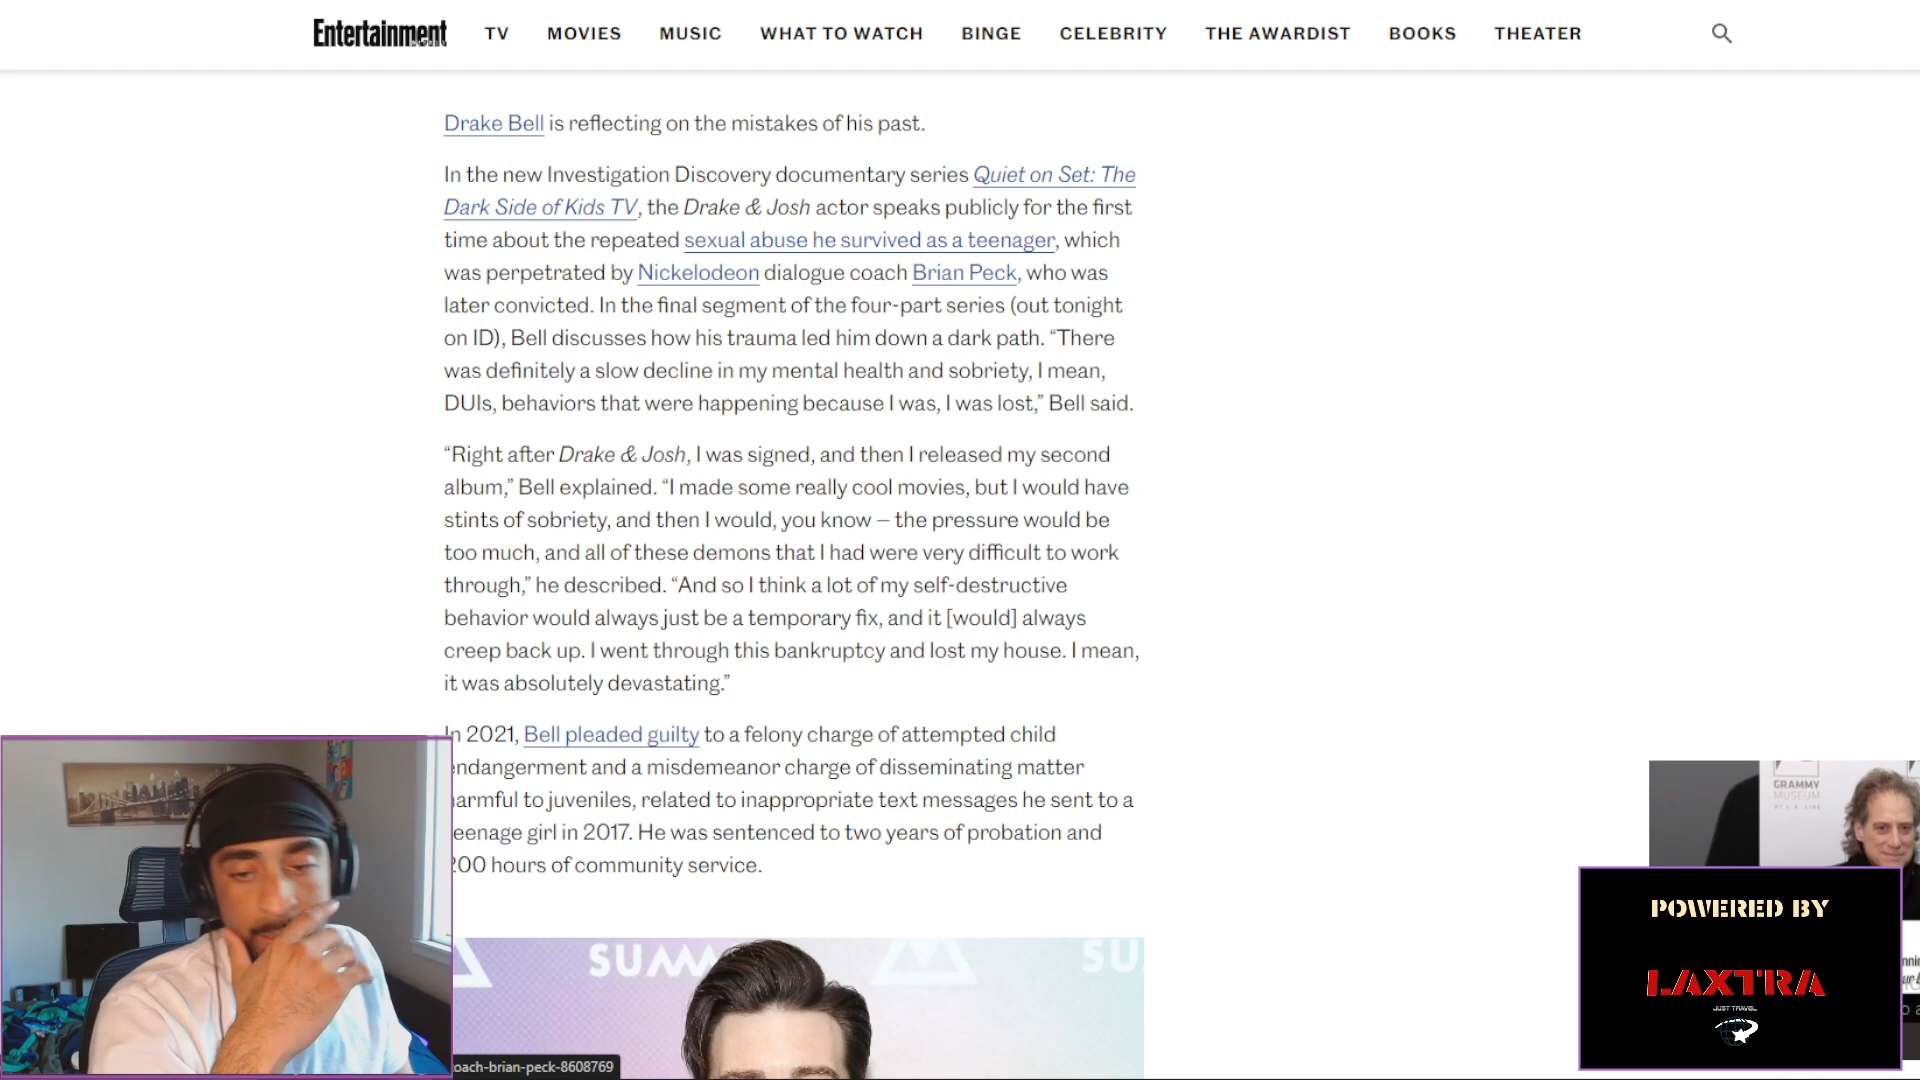 Entertainment
TV
MOVIES
MUSIC
WHAT TO WATCH
BINGE
CELEBRITY
THE AWARDIST
BOOKS
THEATER
Drake Bell is reflecting on the mistakes of his past.
In the new Investigation Discovery documentary series Quiet on Set: The
Dark Side of Kids TV, the Drake & Josh actor speaks publicly for the first
time about the repeated sexual abuse he survived as a teenager, which
was perpetrated by Nickelodeon dialogue coach Brian Peck, who was
later convicted. In the final segment of the four-part series (out tonight
on ID), Bell discusses how his trauma led him down a dark path. “There
was definitely a slow decline in my mental health and sobriety, I mean,
DUIs, behaviors that were happening because I was, I was lost,” Bell said.
“Right after Drake & Josh, I was signed, and then I released my second
album,” Bell explained. “I made some really cool movies, but I would have
stints of sobriety, and then I would, you know — the pressure would be
too much, and all of these demons that I had were very difficult to work
through,” he described. “And so I think a lot of my self-destructive
behavior would always just be a temporary fix, and it [would] always
creep back up. I went through this bankruptcy and lost my house. I mean,
it was absolutely devastating.”
In 2021, Bell pleaded guilty to a felony charge of attempted child
endangerment and a misdemeanor charge of disseminating matter
harmful to juveniles, related to inappropriate text messages he sent to a
teenage girl in 2017. He was sentenced to two years of probation and
200 hours of community service.
SUMM
SU
oach-brian-peck-8608769
GRAMMY
MUSEUM
AT L.A. LIVE
POWERED BY
LAXTRA
JUST TRAVEL